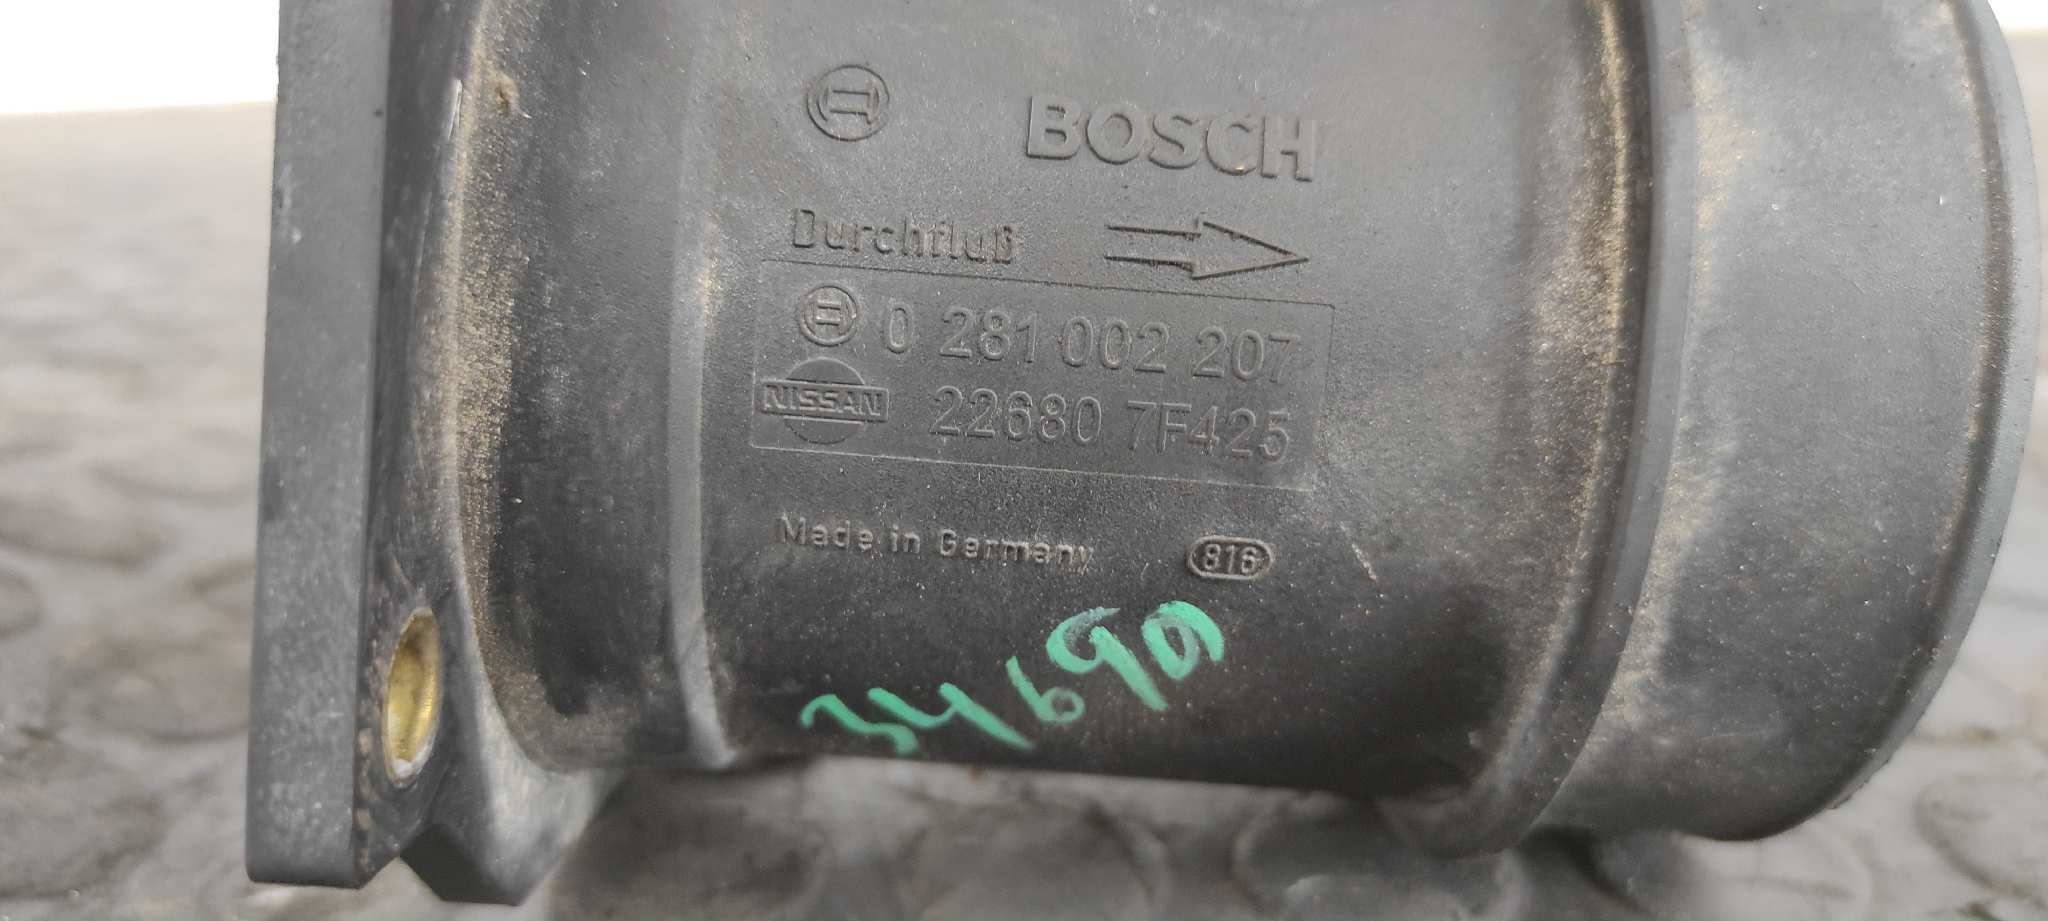 BOSCH
Durchfluß
0 281 002 207
NISSAN 22680 7F425
Made in Germany 816
34690